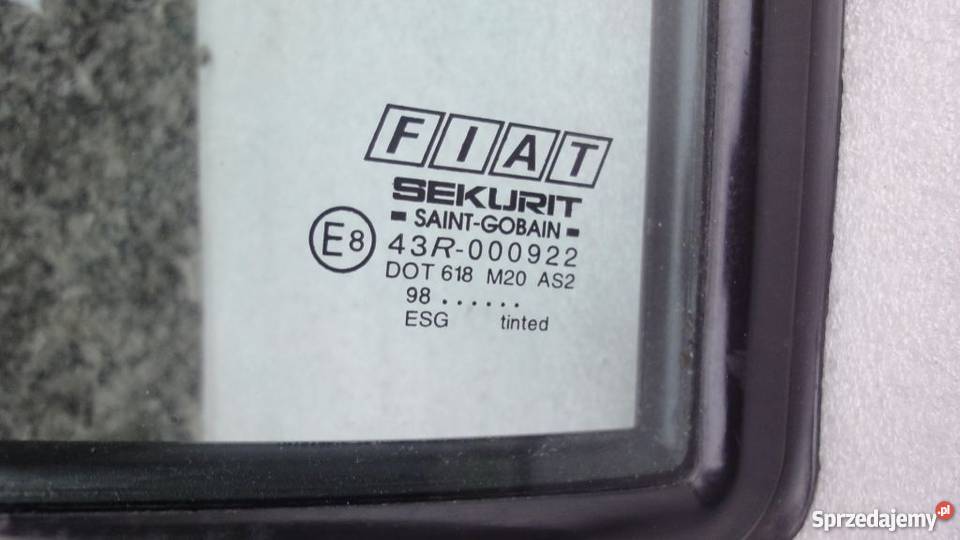 FIAT
SEKURIT
SAINT-GOBAIN
E8 43R-000922
DOT 618 M20 AS2
98 ......
ESG tinted
Sprzedajemy.pl